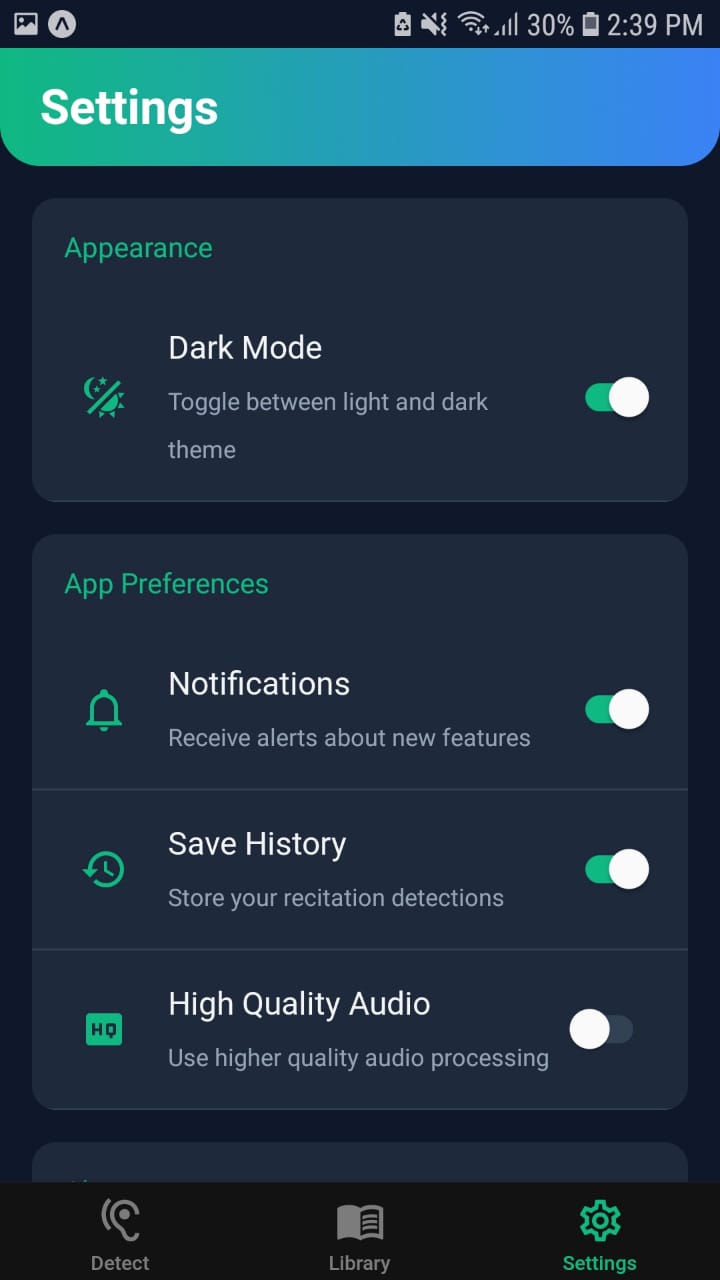 30% 2:39 PM
Settings
Appearance
Dark Mode
Toggle between light and dark
theme
App Preferences
Notifications
Receive alerts about new features
Save History
Store your recitation detections
HQ
High Quality Audio
Use higher quality audio processing
Detect
Library
Settings